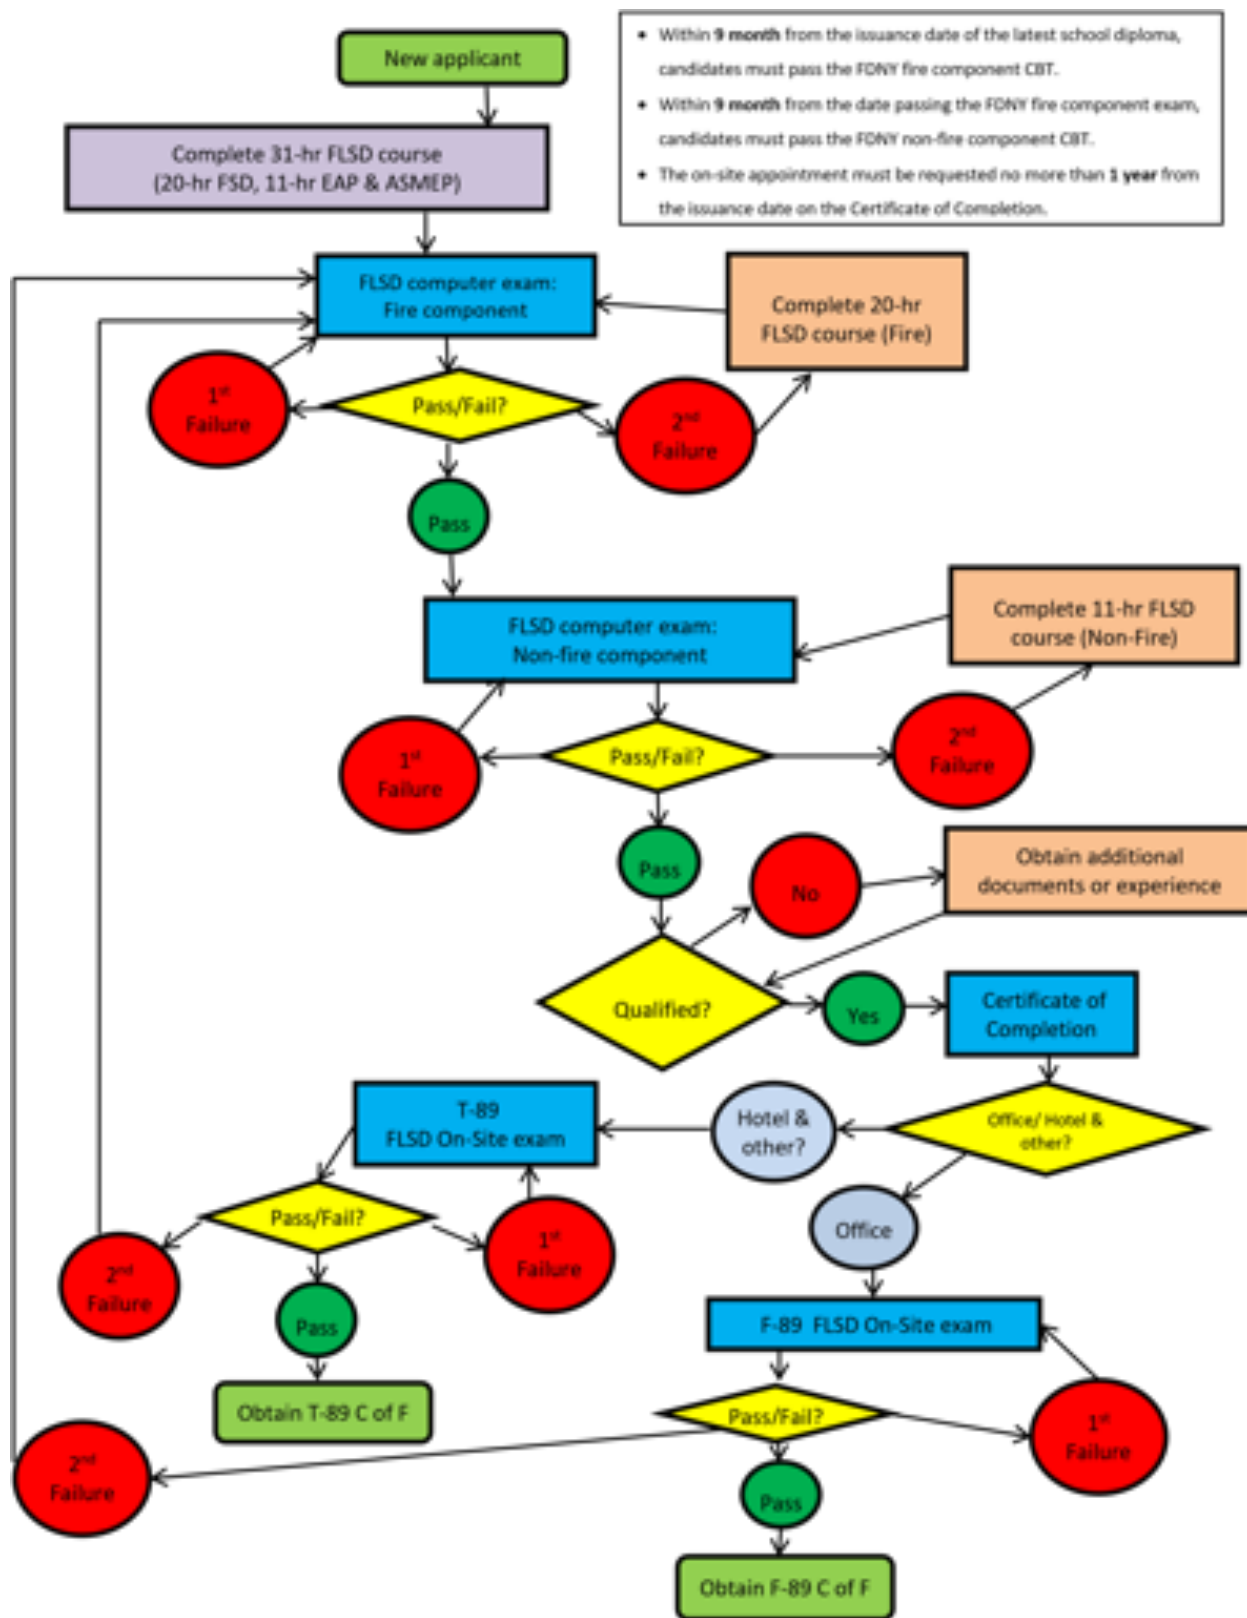 New applicant
• Within 9 month from the issuance date of the latest school diploma,
candidates must pass the FDNY fire component CBT.
• Within 9 month from the date passing the FDNY fire component exam,
candidates must pass the FDNY non-fire component CBT.
• The on-site appointment must be requested no more than 1 year from
the issuance date on the Certificate of Completion.
Complete 31-hr FLSD course
(20-hr FSD, 11-hr EAP & ASMEP)
FLSD computer exam:
Fire component
Complete 20-hr
FLSD course (Fire)
1st
Failure
Pass/Fail?
2nd
Failure
Pass
FLSD computer exam:
Non-fire component
Complete 11-hr FLSD
course (Non-Fire)
1st
Failure
Pass/Fail?
2nd
Failure
Pass
No
Obtain additional
documents or experience
Qualified?
Yes
Certificate of
Completion
T-89
FLSD On-Site exam
Hotel &
other?
Office/ Hotel &
other?
Pass/Fail?
1st
Failure
2nd
Failure
Office
Pass
F-89 FLSD On-Site exam
Obtain T-89 C of F
Pass/Fail?
1st
Failure
2nd
Failure
Pass
Obtain F-89 C of F